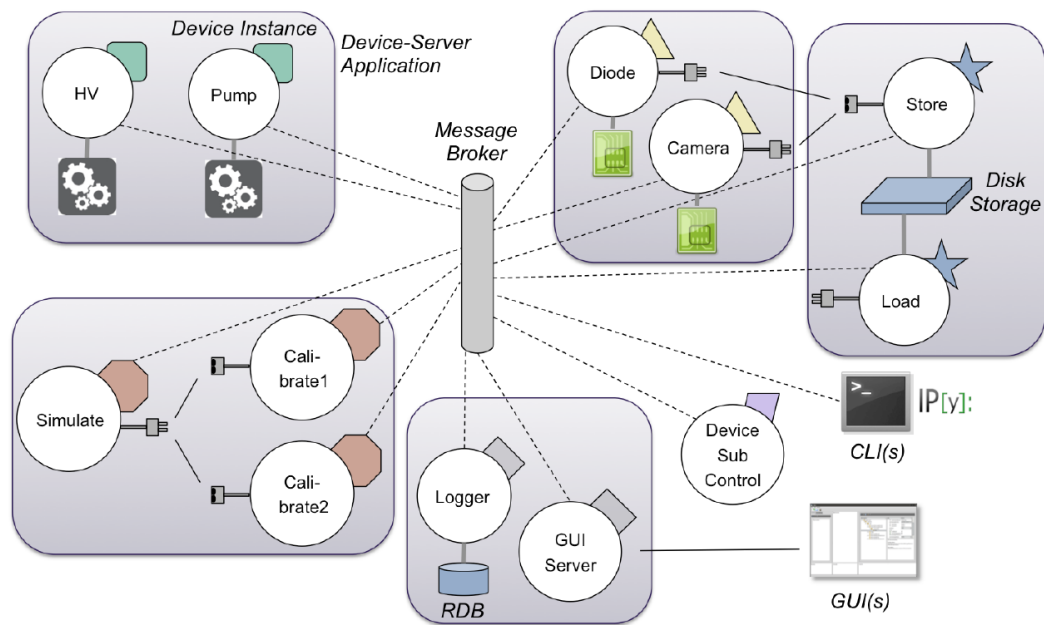 Device Instance
Device-Server
Application
HV
Pump
Message
Broker
Diode
Camera
Store
Disk
Storage
Load
Simulate
Cali-
brate1
Cali-
brate2
Logger
RDB
GUI
Server
Device
Sub
Control
>_
IP[y]:
CLI(s)
GUI(s)